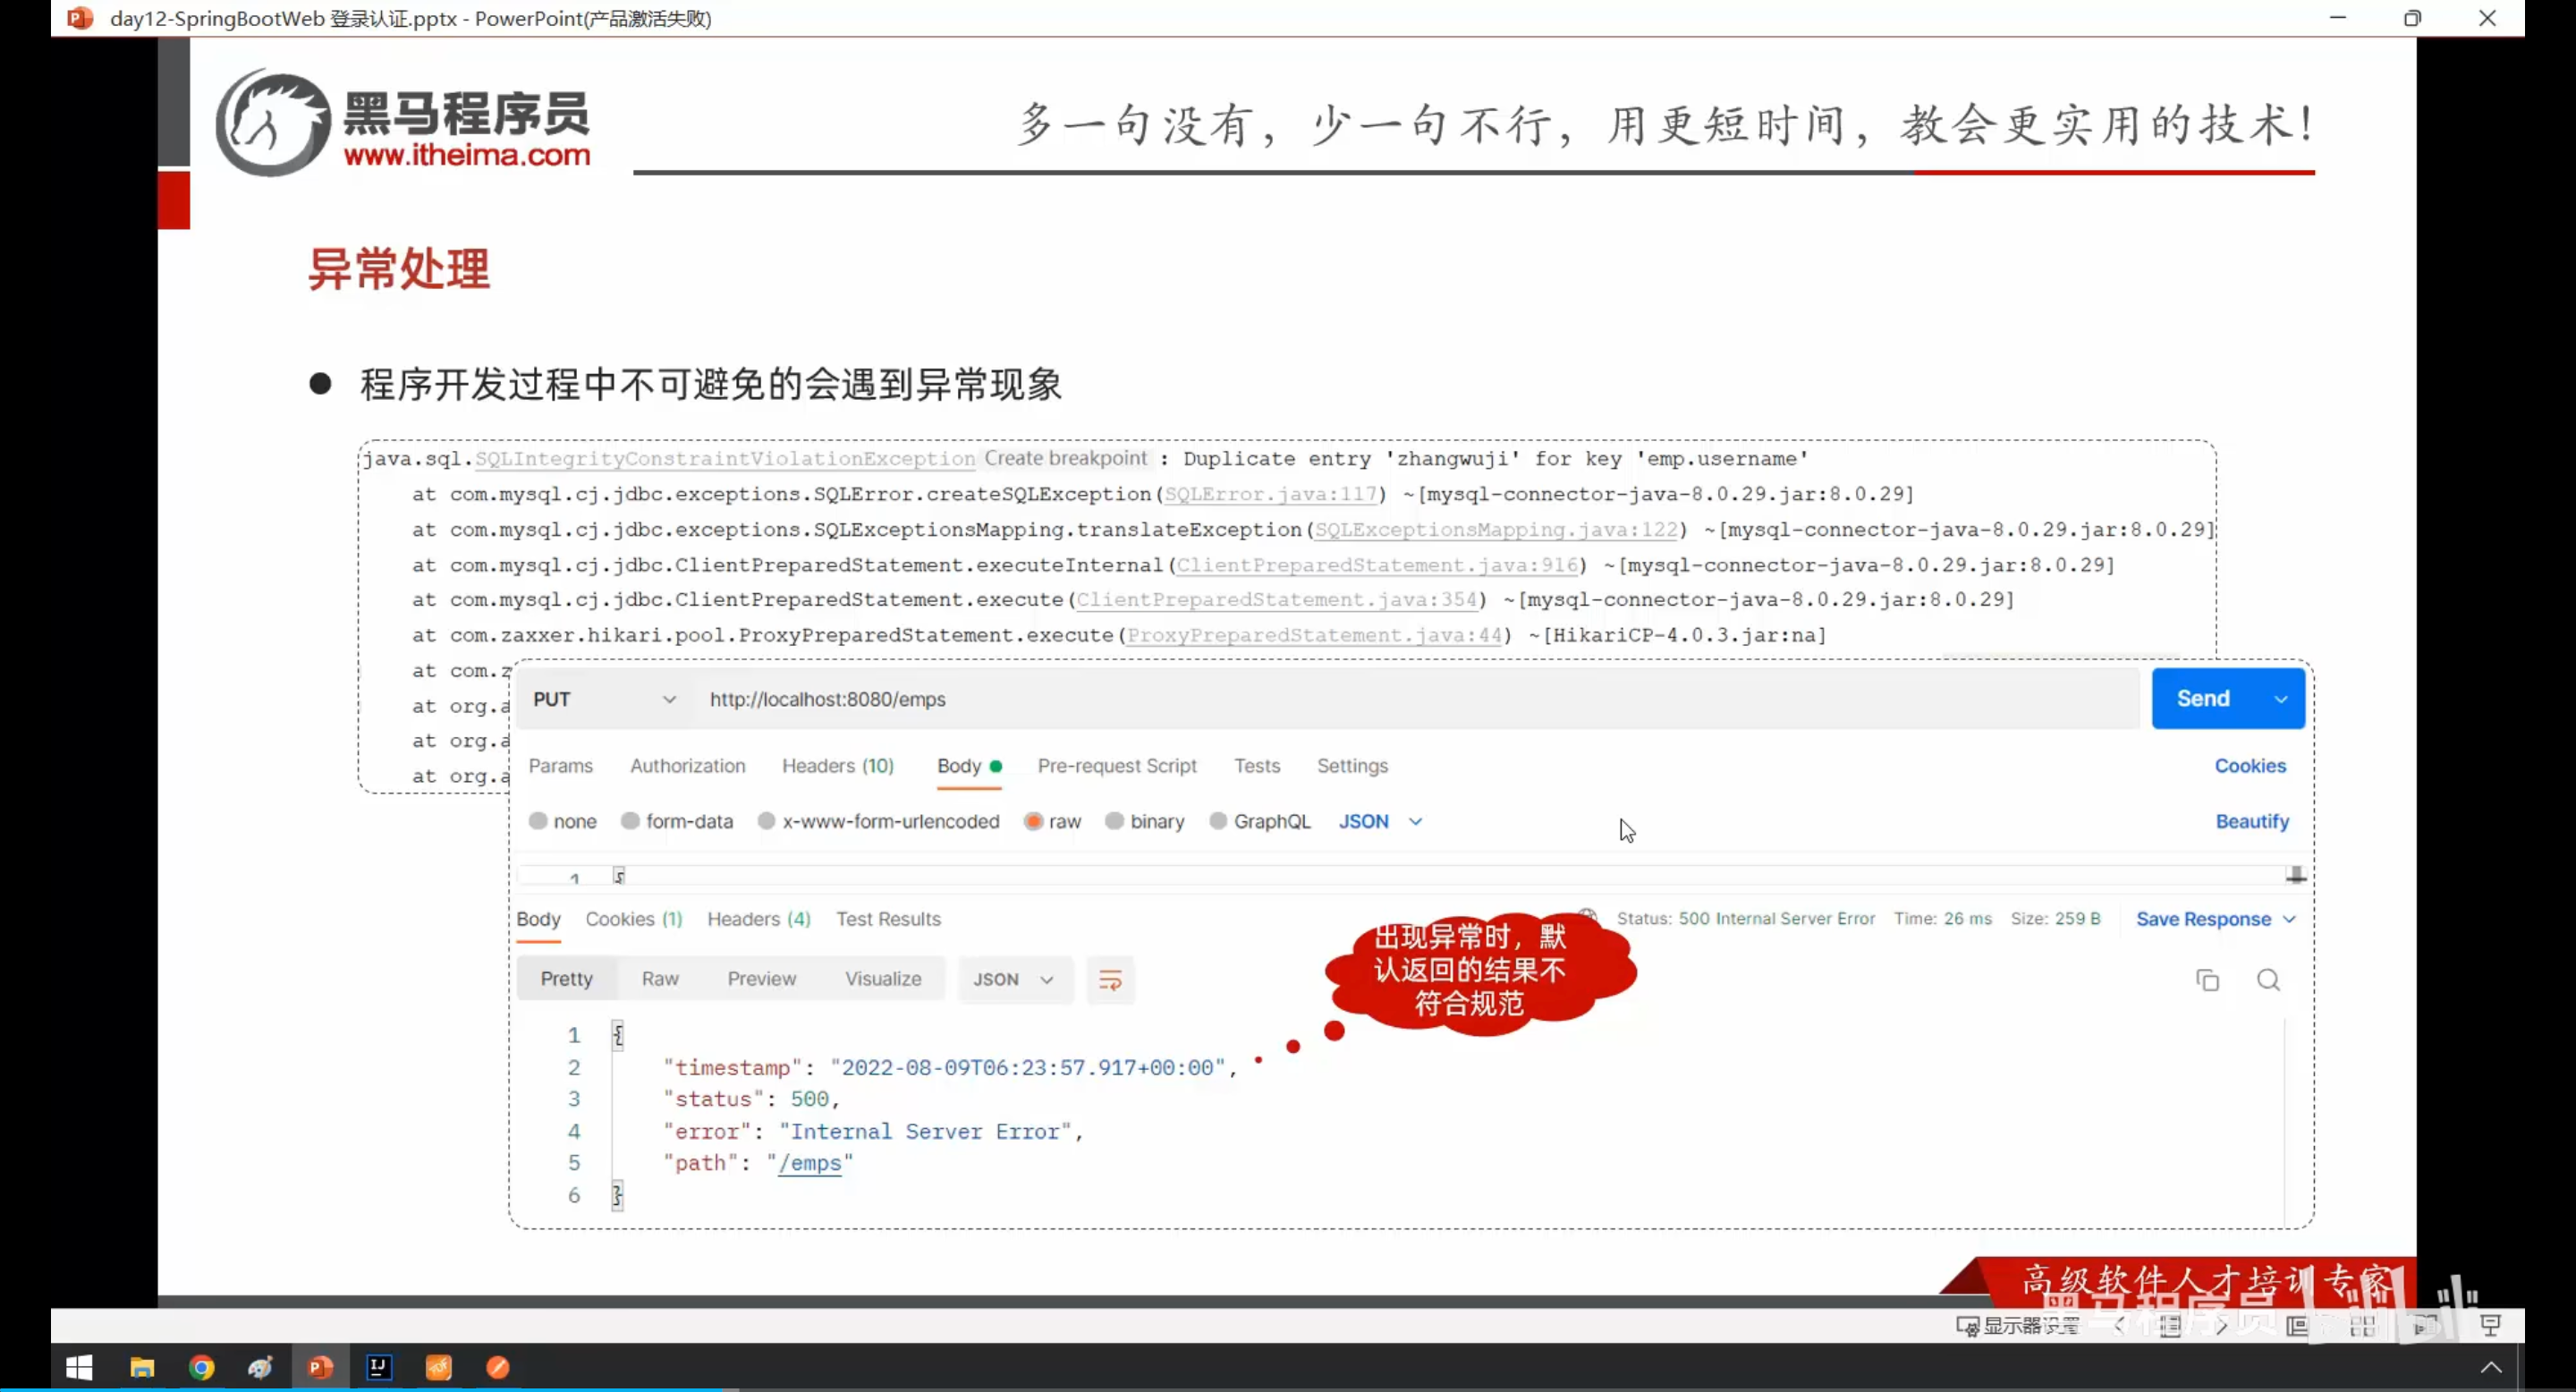 day12-SpringBootWeb 登录认证.pptx - PowerPoint(产品激活失败)
黑马程序员
www.itheima.com
多一句没有，少一句不行，用更短时间，教会更实用的技术！
异常处理
● 程序开发过程中不可避免的会遇到异常现象
java.sql.SQLIntegrityConstraintViolationException Create breakpoint : Duplicate entry 'zhangwuji' for key 'emp.username'
at com.mysql.cj.jdbc.exceptions.SQLError.createSQLException(SQLError.java:117) ~[mysql-connector-java-8.0.29.jar:8.0.29]
at com.mysql.cj.jdbc.exceptions.SQLExceptionsMapping.translateException(SQLExceptionsMapping.java:122) ~[mysql-connector-java-8.0.29.jar:8.0.29]
at com.mysql.cj.jdbc.ClientPreparedStatement.executeInternal(ClientPreparedStatement.java:916) ~[mysql-connector-java-8.0.29.jar:8.0.29]
at com.mysql.cj.jdbc.ClientPreparedStatement.execute(ClientPreparedStatement.java:354) ~[mysql-connector-java-8.0.29.jar:8.0.29]
at com.zaxxer.hikari.pool.ProxyPreparedStatement.execute(ProxyPreparedStatement.java:44) ~[HikariCP-4.0.3.jar:na]
at com.z
at org.a
at org.a
at org.a
PUT http://localhost:8080/emps Send
Params Authorization Headers (10) Body Pre-request Script Tests Settings Cookies
none form-data x-www-form-urlencoded raw binary GraphQL JSON Beautify
1 {
Body Cookies (1) Headers (4) Test Results Status: 500 Internal Server Error Time: 26 ms Size: 259 B Save Response
出现异常时，默
认返回的结果不
符合规范
Pretty Raw Preview Visualize JSON
1 {
2 "timestamp": "2022-08-09T06:23:57.917+00:00",
3 "status": 500,
4 "error": "Internal Server Error",
5 "path": "/emps"
6 }
高级软件人才培训专家
黑马程序员
显示器设置